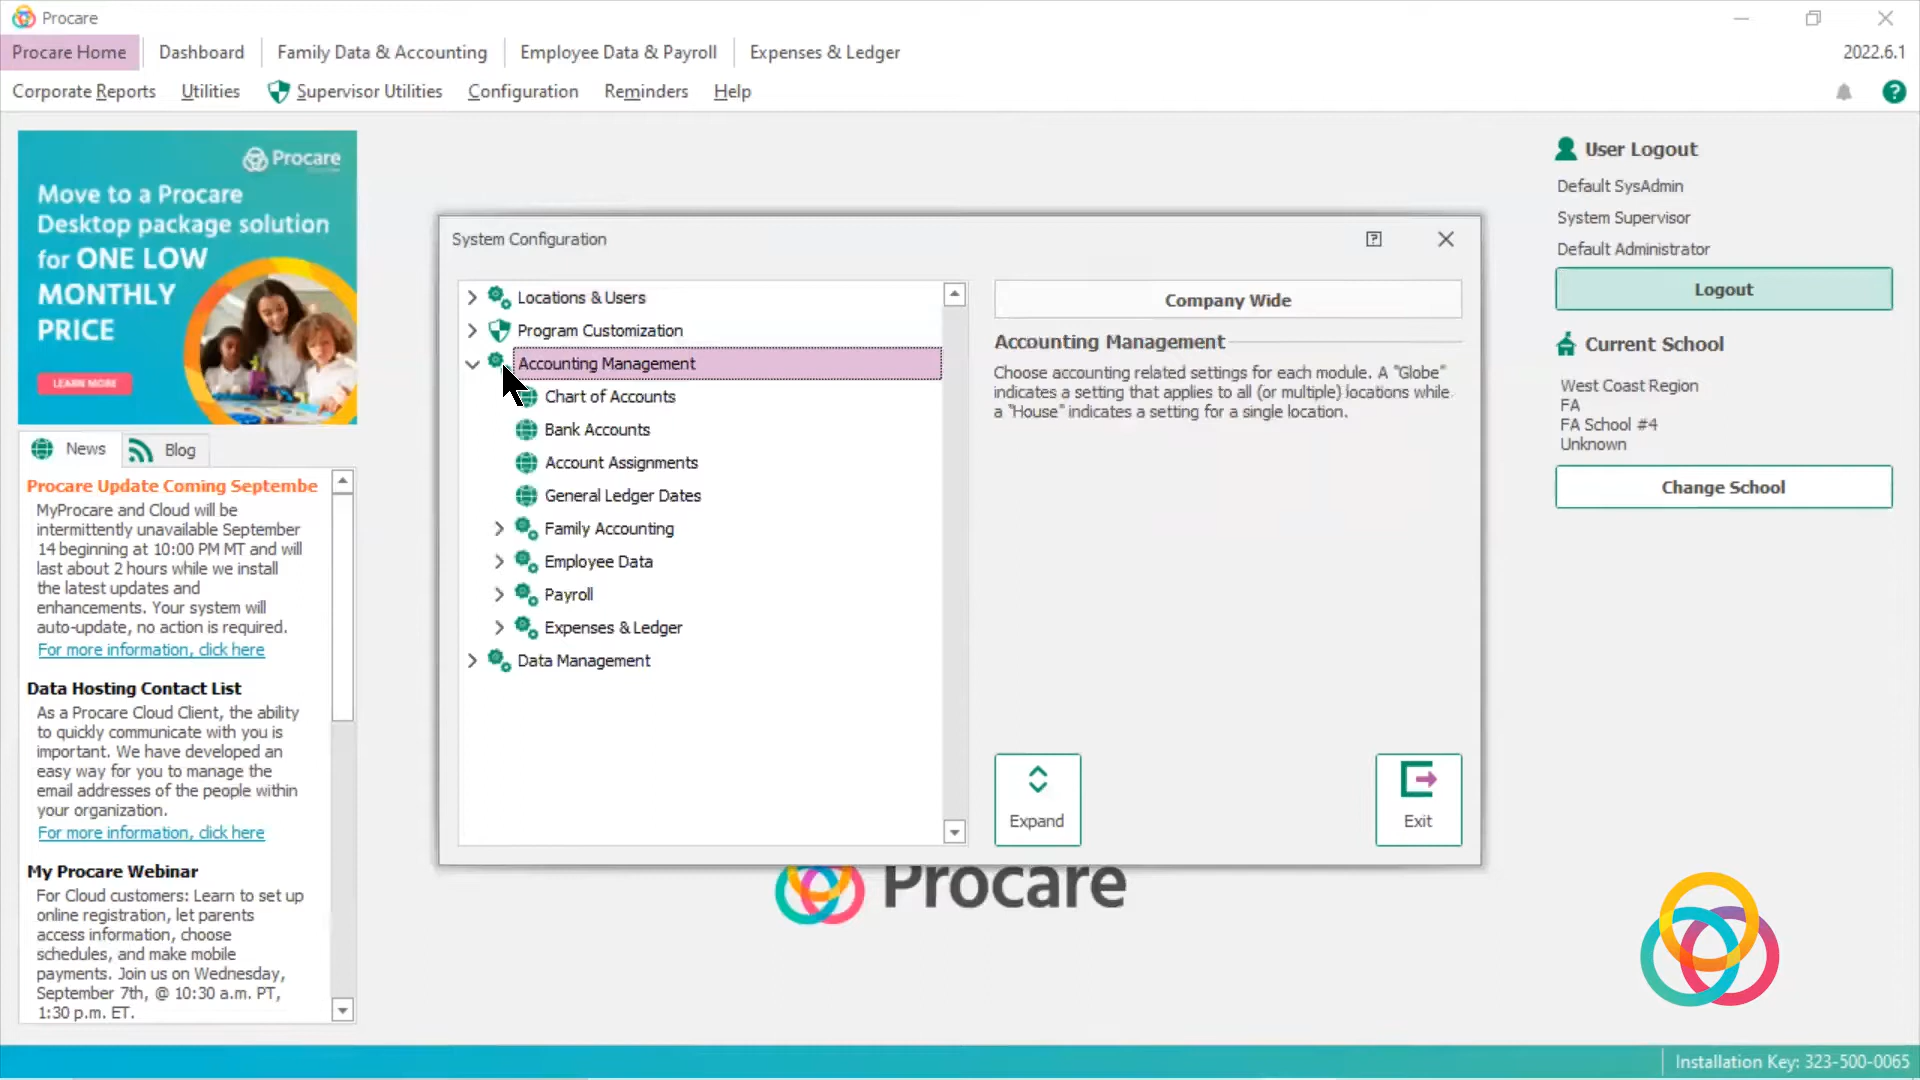 Procare
Procare Home
Dashboard
Family Data & Accounting
Employee Data & Payroll
Expenses & Ledger
2022.6.1
Corporate Reports
Utilities
Supervisor Utilities
Configuration
Reminders
Help
Procare
Move to a Procare
Desktop package solution
for ONE LOW
MONTHLY
PRICE
LEARN MORE
News
Blog
Procare Update Coming Septembe
MyProcare and Cloud will be
intermittently unavailable September
14 beginning at 10:00 PM MT and will
last about 2 hours while we install
the latest updates and
enhancements. Your system will
auto-update, no action is required.
For more information, click here
Data Hosting Contact List
As a Procare Cloud Client, the ability
to quickly communicate with you is
important. We have developed an
easy way for you to manage the
email addresses of the people within
your organization.
For more information, click here
My Procare Webinar
For Cloud customers: Learn to set up
online registration, let parents
access information, choose
schedules, and make mobile
payments. Join us on Wednesday,
September 7th, @ 10:30 a.m. PT,
1:30 p.m. ET.
System Configuration
Locations & Users
Program Customization
Accounting Management
Chart of Accounts
Bank Accounts
Account Assignments
General Ledger Dates
Family Accounting
Employee Data
Payroll
Expenses & Ledger
Data Management
Company Wide
Accounting Management
Choose accounting related settings for each module. A "Globe"
indicates a setting that applies to all (or multiple) locations while
a "House" indicates a setting for a single location.
Expand
Exit
Procare
User Logout
Default SysAdmin
System Supervisor
Default Administrator
Logout
Current School
West Coast Region
FA
FA School #4
Unknown
Change School
Installation Key: 323-500-0065